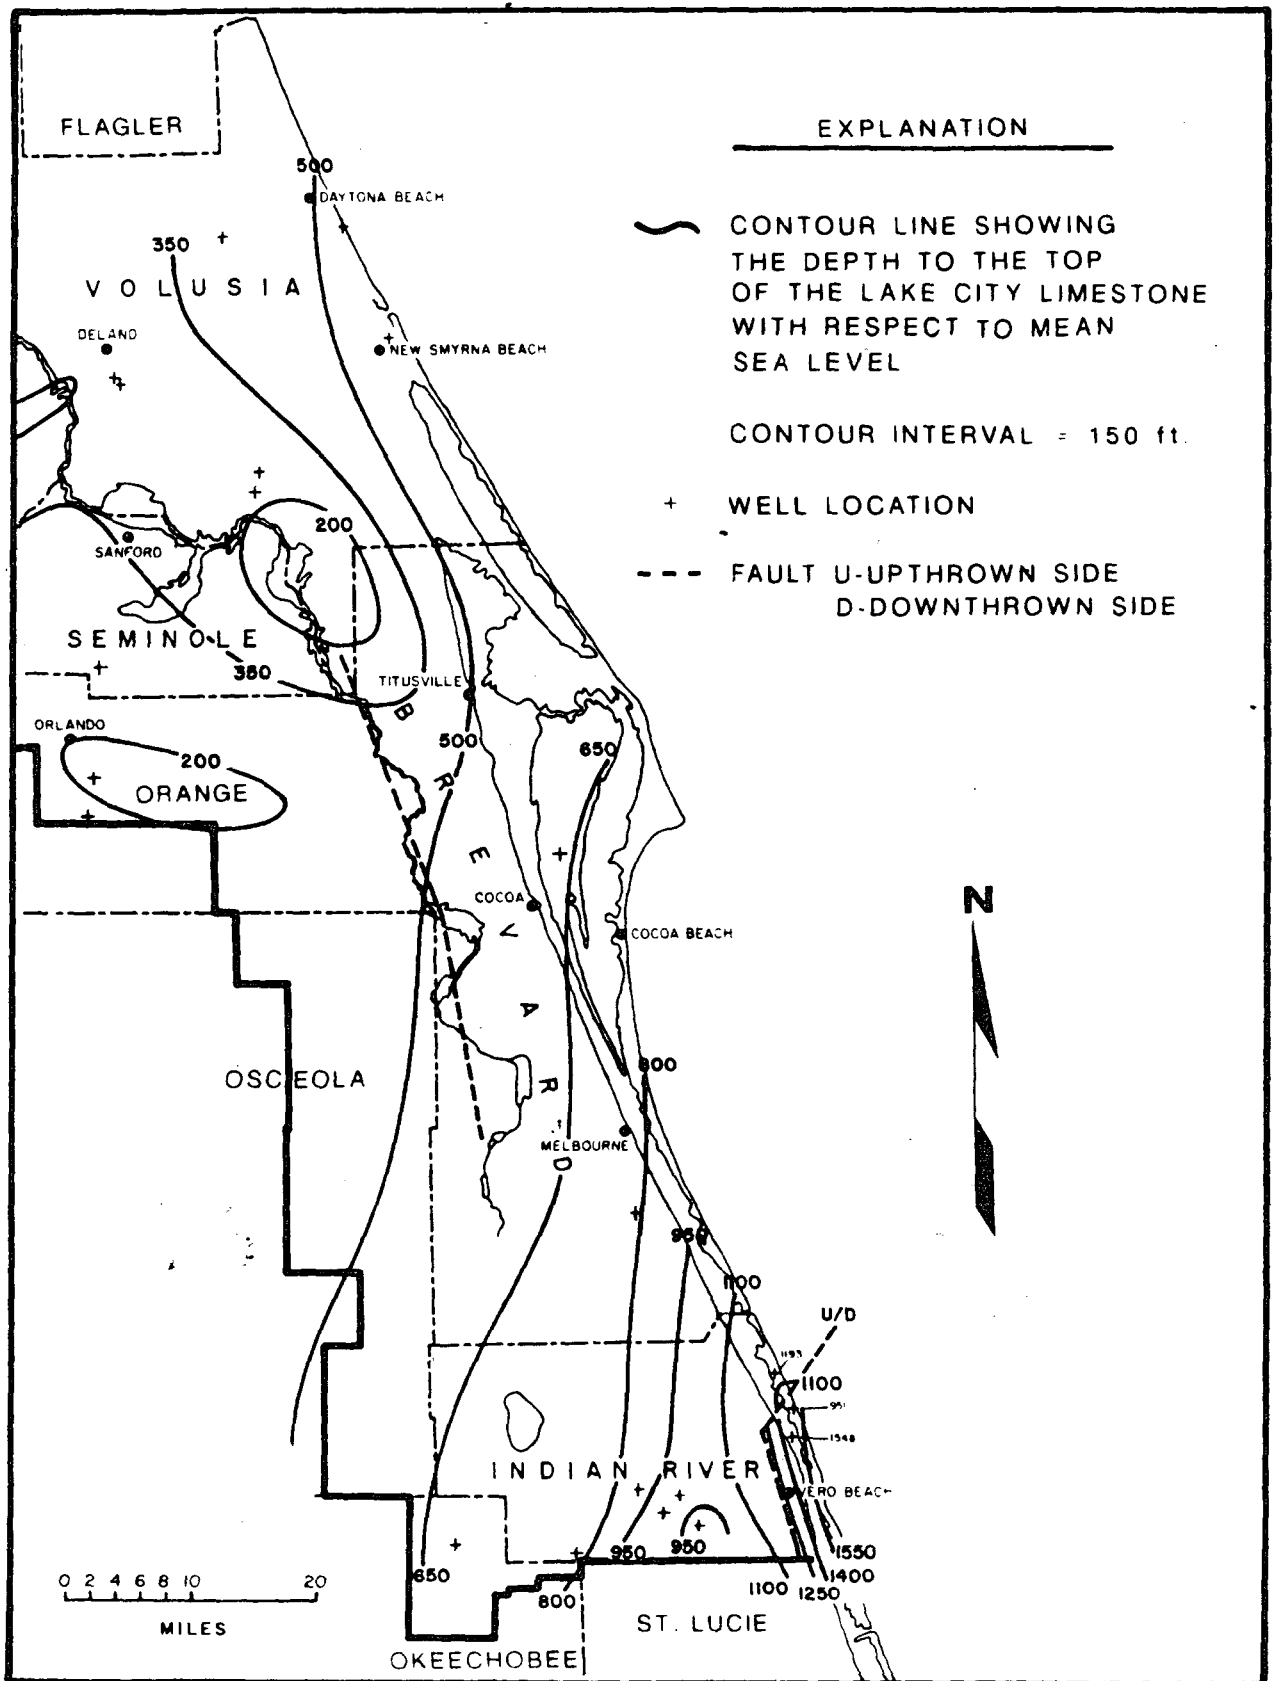 FLAGLER
EXPLANATION
500
DAYTONA BEACH
CONTOUR LINE SHOWING
THE DEPTH TO THE TOP
OF THE LAKE CITY LIMESTONE
WITH RESPECT TO MEAN
SEA LEVEL
350
VOLUSIA
DELAND
NEW SMYRNA BEACH
CONTOUR INTERVAL = 150 ft.
+ WELL LOCATION
200
SANFORD
FAULT U-UPTHROWN SIDE
D-DOWNTHROWN SIDE
SEMINOLE
350
TITUSVILLE
ORLANDO
200
ORANGE
500
650
BREVARD
COCOA
COCOA BEACH
N
OSCEOLA
800
MELBOURNE
950
1100
U/D
1193
1100
951
1548
INDIAN RIVER
VERO BEACH
950
950
1550
1400
1250
1100
650
800
0 2 4 6 8 10 20
MILES
ST. LUCIE
OKEECHOBEE